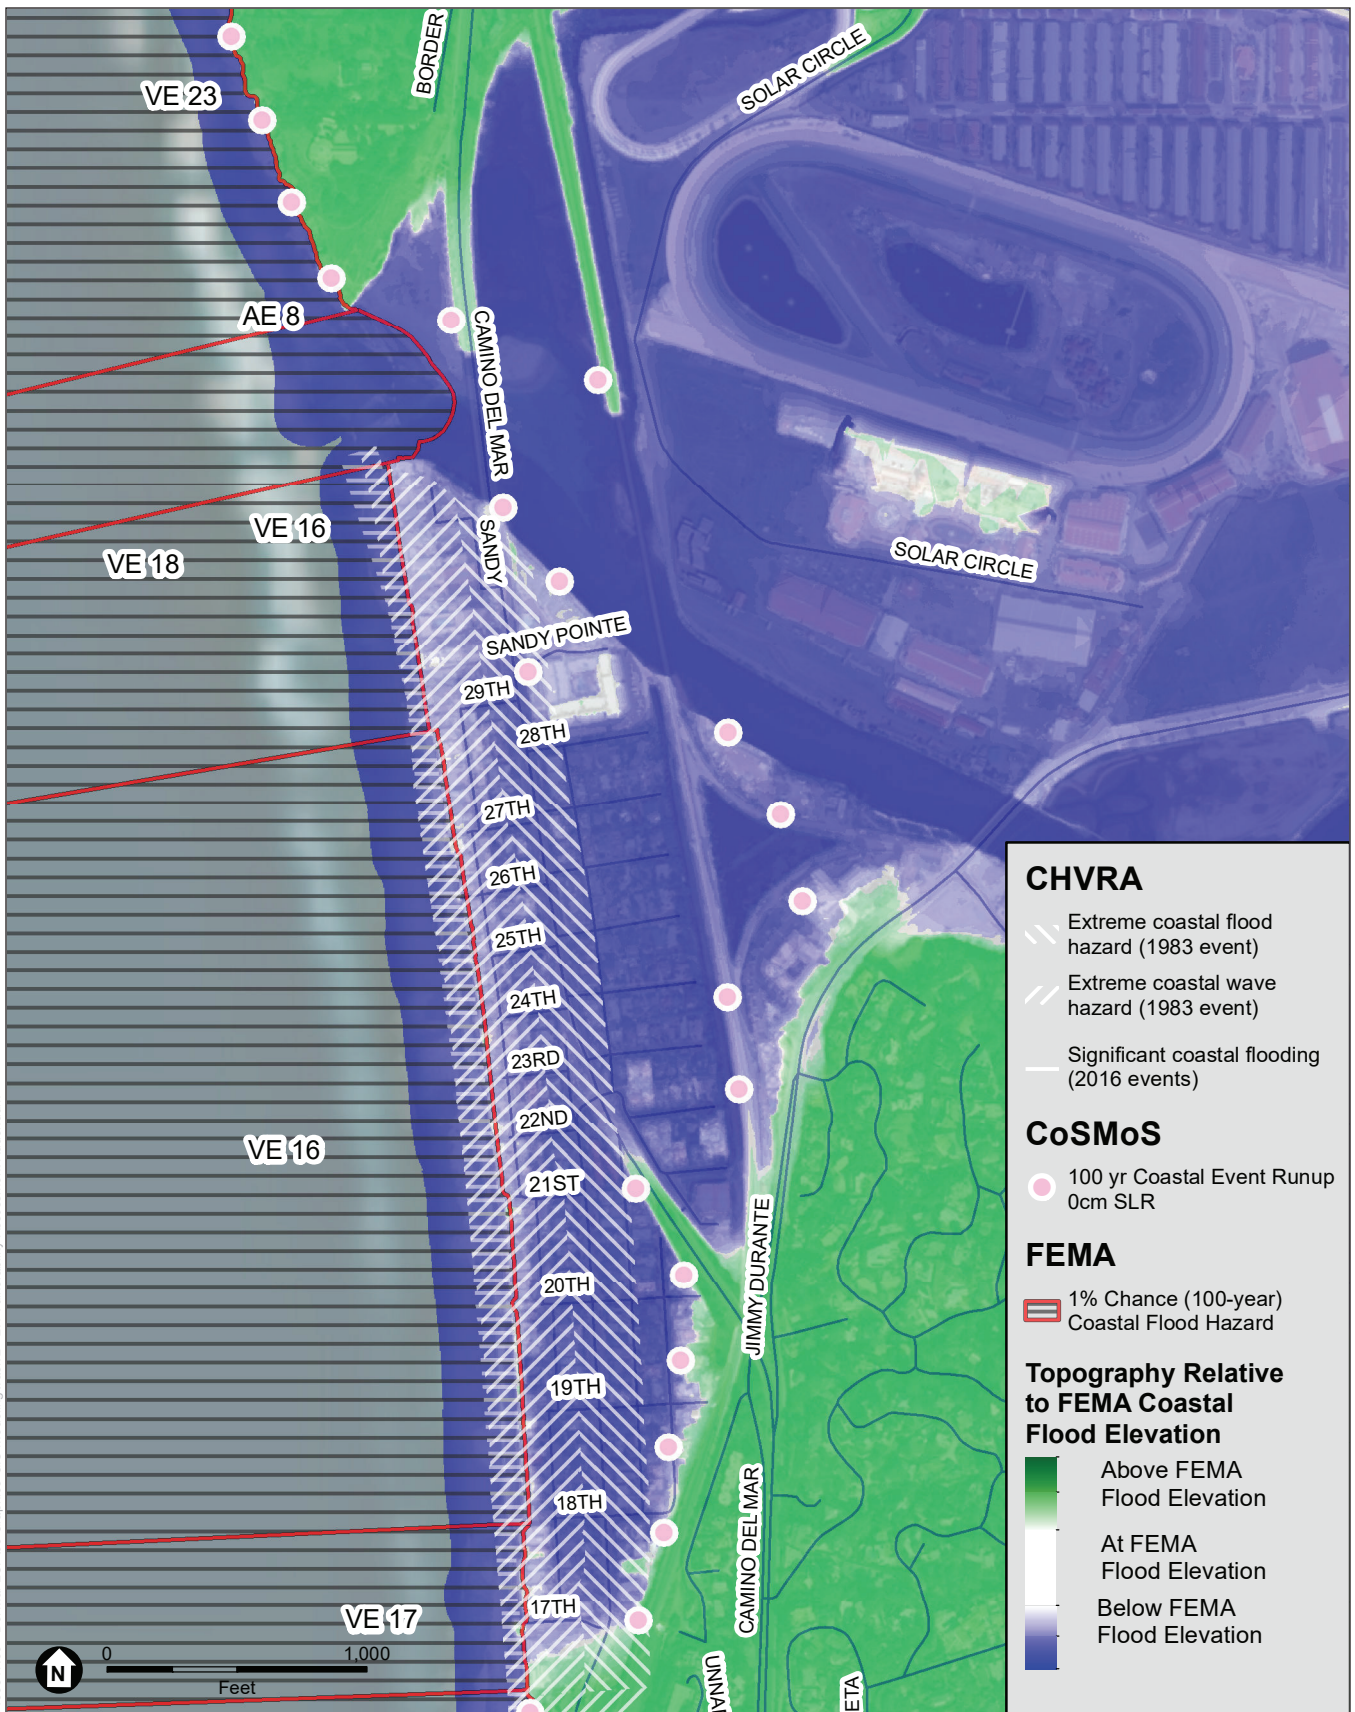 BORDER
SOLAR CIRCLE
VE 23
AE 8
CAMINO DEL MAR
VE 16
VE 18
SANDY
SOLAR CIRCLE
SANDY POINTE
29TH
28TH
27TH
26TH
25TH
24TH
23RD
22ND
VE 16
21ST
20TH
JIMMY DURANTE
19TH
18TH
CAMINO DEL MAR
17TH
VE 17
N
0
1,000
Feet
ETA
CHVRA
Extreme coastal flood
hazard (1983 event)
Extreme coastal wave
hazard (1983 event)
Significant coastal flooding
(2016 events)
CoSMoS
100 yr Coastal Event Runup
0cm SLR
FEMA
1% Chance (100-year)
Coastal Flood Hazard
Topography Relative
to FEMA Coastal
Flood Elevation
Above FEMA
Flood Elevation
At FEMA
Flood Elevation
Below FEMA
Flood Elevation